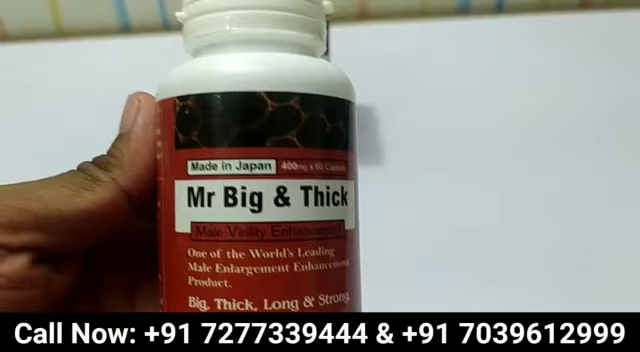 Made in Japan
400mg x 60 Capsules
Mr Big & Thick
Male Virility Enhancement
One of the World's Leading
Male Enlargement Enhancement
Product.
Big, Thick, Long & Strong.
Call Now: +91 7277339444 & +91 7039612999